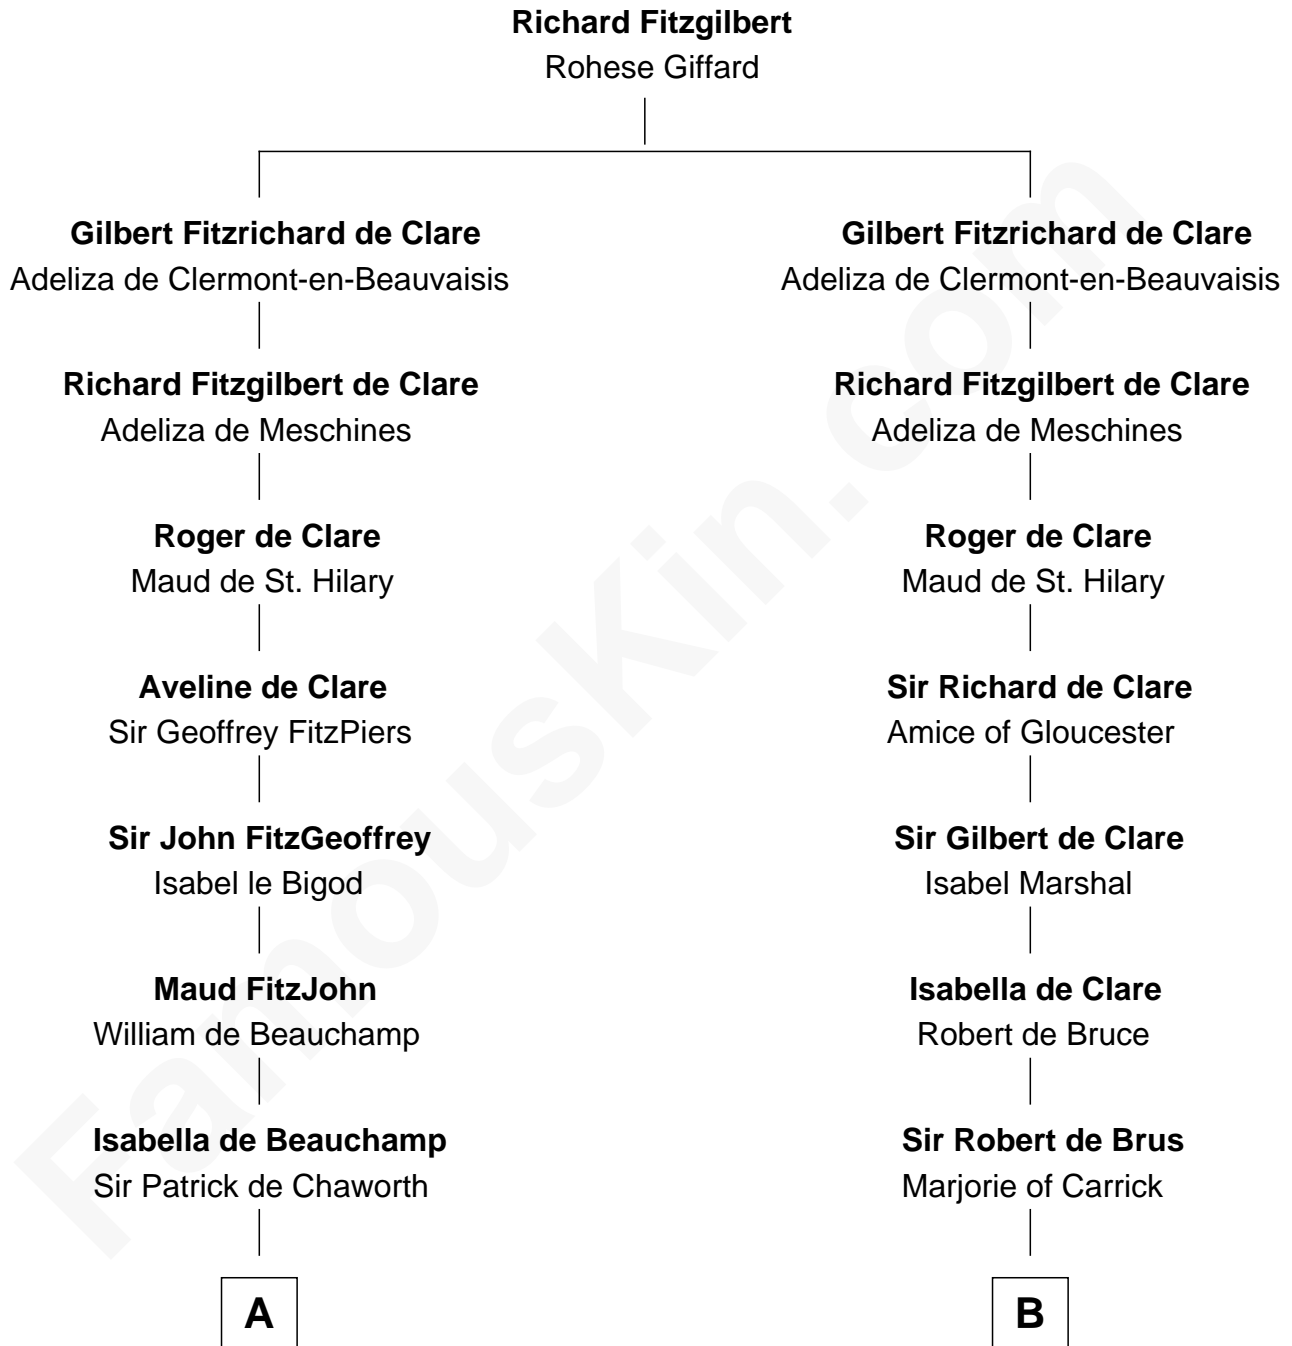 Richard Fitzgilbert
Rohese Giffard
Gilbert Fitzrichard de Clare
Adeliza de Clermont-en-Beauvaisis
Richard Fitzgilbert de Clare
Adeliza de Meschines
Roger de Clare
Maud de St. Hilary
Aveline de Clare
Sir Geoffrey FitzPiers
Sir John FitzGeoffrey
Isabel le Bigod
Maud FitzJohn
William de Beauchamp
Isabella de Beauchamp
Sir Patrick de Chaworth
A
Gilbert Fitzrichard de Clare
Adeliza de Clermont-en-Beauvaisis
Richard Fitzgilbert de Clare
Adeliza de Meschines
Roger de Clare
Maud de St. Hilary
Sir Richard de Clare
Amice of Gloucester
Sir Gilbert de Clare
Isabel Marshal
Isabella de Clare
Robert de Bruce
Sir Robert de Brus
Marjorie of Carrick
B
FamousKin.com